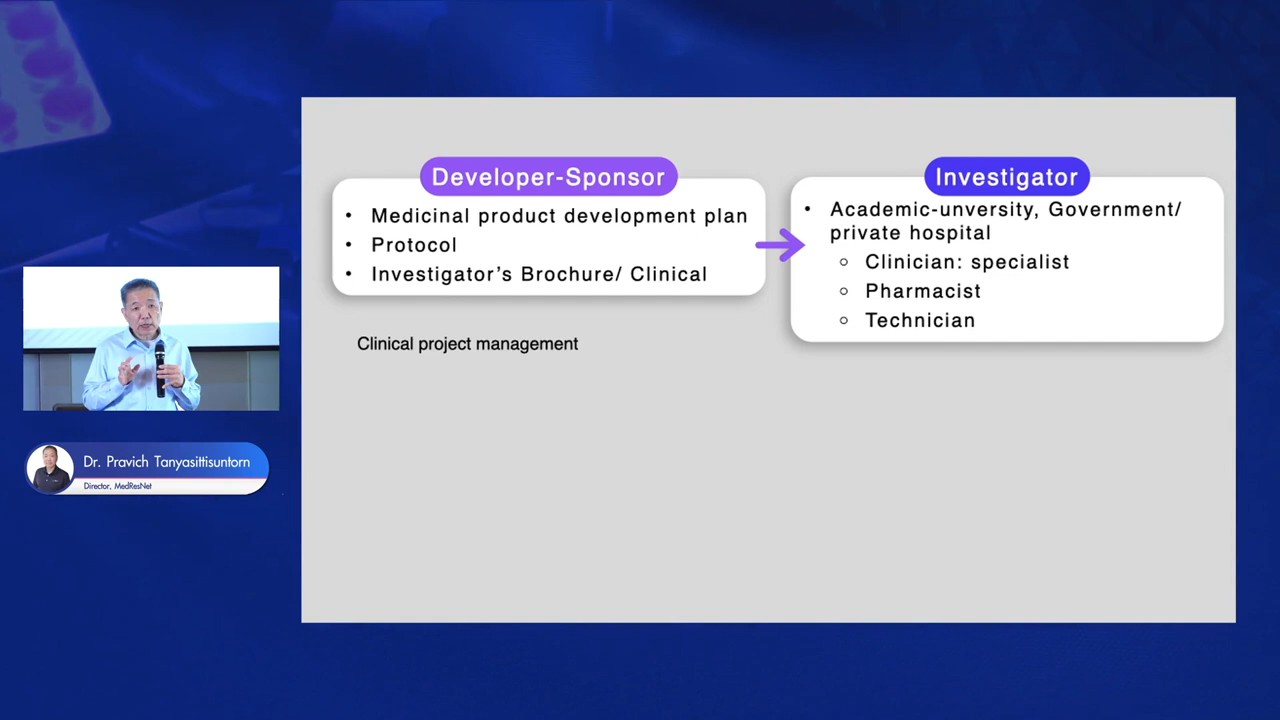 Developer-Sponsor
• Medicinal product development plan
• Protocol
• Investigator's Brochure/ Clinical
Clinical project management
Investigator
• Academic-unversity, Government/
private hospital
○ Clinician: specialist
○ Pharmacist
○ Technician
Dr. Pravich Tanyasittisuntorn
Director, MedResNet